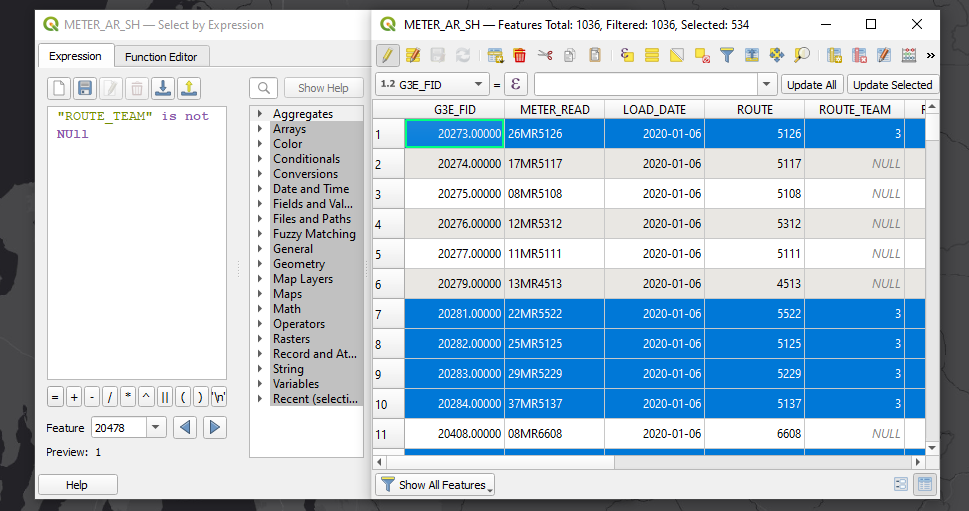 METER_AR_SH — Select by Expression
Expression
Function Editor
Show Help
"ROUTE_TEAM" is not
NUll
Aggregates
Arrays
Color
Conditionals
Conversions
Date and Time
Fields and Val...
Files and Paths
Fuzzy Matching
General
Geometry
Map Layers
Maps
Math
Operators
Rasters
Record and At...
String
Variables
Recent (selecti...
= + - / * ^ || ( ) '\n'
Feature 20478
Preview: 1
Help
METER_AR_SH — Features Total: 1036, Filtered: 1036, Selected: 534
»
1.2 G3E_FID = ε Update All Update Selected
G3E_FID METER_READ LOAD_DATE ROUTE ROUTE_TEAM
1 20273.00000 26MR5126 2020-01-06 5126 3
2 20274.00000 17MR5117 2020-01-06 5117 NULL
3 20275.00000 08MR5108 2020-01-06 5108 NULL
4 20276.00000 12MR5312 2020-01-06 5312 NULL
5 20277.00000 11MR5111 2020-01-06 5111 NULL
6 20279.00000 13MR4513 2020-01-06 4513 NULL
7 20281.00000 22MR5522 2020-01-06 5522 3
8 20282.00000 25MR5125 2020-01-06 5125 3
9 20283.00000 29MR5229 2020-01-06 5229 3
10 20284.00000 37MR5137 2020-01-06 5137 3
11 20408.00000 08MR6608 2020-01-06 6608 NULL
Show All Features